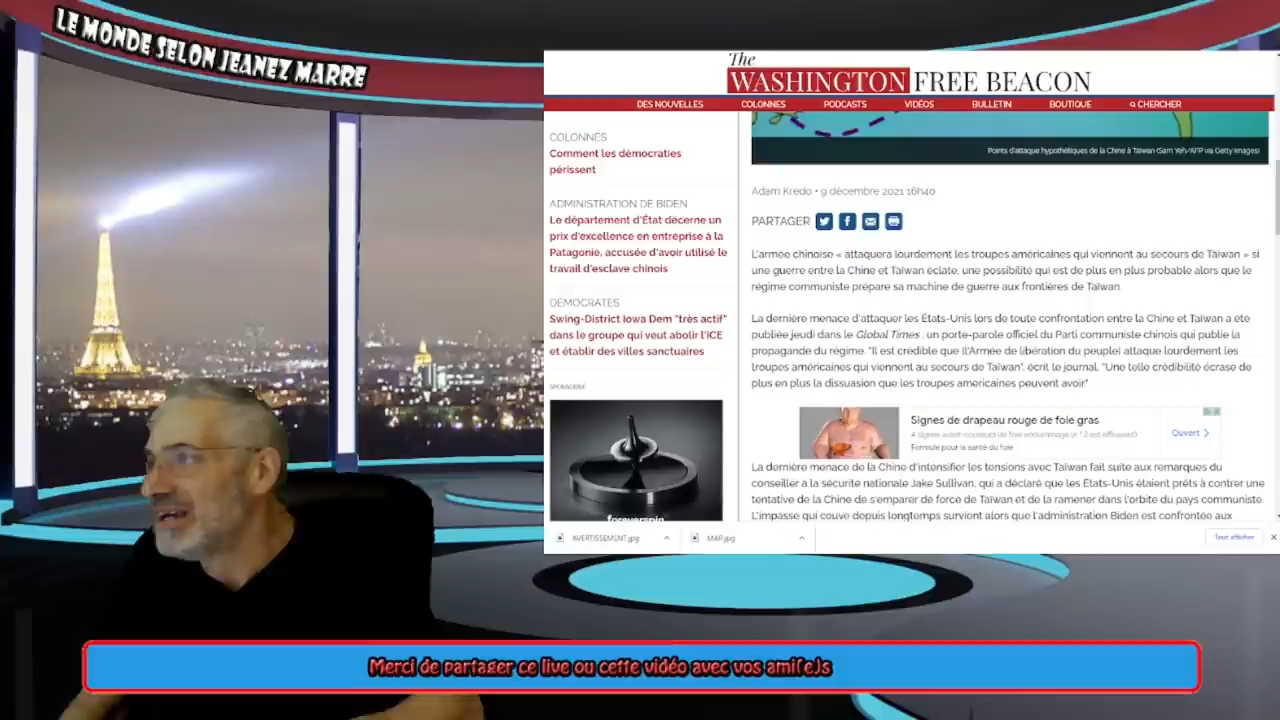 LE MONDE SELON JEANEZ MARRE
The
WASHINGTON FREE BEACON
DES NOUVELLES COLONNES PODCASTS VIDÉOS BULLETIN BOUTIQUE CHERCHER
COLONNES
Comment les démocraties
périssent
ADMINISTRATION DE BIDEN
Le département d'État décerne un
prix d'excellence en entreprise à la
Patagonie, accusée d'avoir utilisé le
travail d'esclave chinois
DÉMOCRATES
Swing-District Iowa Dem "très actif"
dans le groupe qui veut abolir l'ICE
et établir des villes sanctuaires
SPONSORISÉ
foreverspin
Points d'attaque hypothétiques de la Chine à Taïwan (Sam Yeh/AFP via Getty Images)
Adam Kredo • 9 décembre 2021 16h40
PARTAGER
L'armée chinoise « attaquera lourdement les troupes américaines qui viennent au secours de Taïwan » si
une guerre entre la Chine et Taïwan éclate, une possibilité qui est de plus en plus probable alors que le
régime communiste prépare sa machine de guerre aux frontières de Taïwan.
La dernière menace d'attaquer les États-Unis lors de toute confrontation entre la Chine et Taïwan a été
publiée jeudi dans le Global Times , un porte-parole officiel du Parti communiste chinois qui publie la
propagande du régime. "Il est crédible que l[l'Armée de libération du peuple] attaque lourdement les
troupes américaines qui viennent au secours de Taïwan", écrit le journal. "Une telle crédibilité écrase de
plus en plus la dissuasion que les troupes américaines peuvent avoir"
Signes de drapeau rouge de foie gras
Formule pour la santé du foie
Ouvert
La dernière menace de la Chine d'intensifier les tensions avec Taïwan fait suite aux remarques du
conseiller à la sécurité nationale Jake Sullivan, qui a déclaré que les États-Unis étaient prêts à contrer une
tentative de la Chine de s'emparer de force de Taïwan et de la ramener dans l'orbite du pays communiste.
L'impasse qui couve depuis longtemps survient alors que l'administration Biden est confrontée aux
AVERTISSEMENT.jpg MAP.jpg Tout afficher
Merci de partager ce live ou cette vidéo avec vos ami(e)s